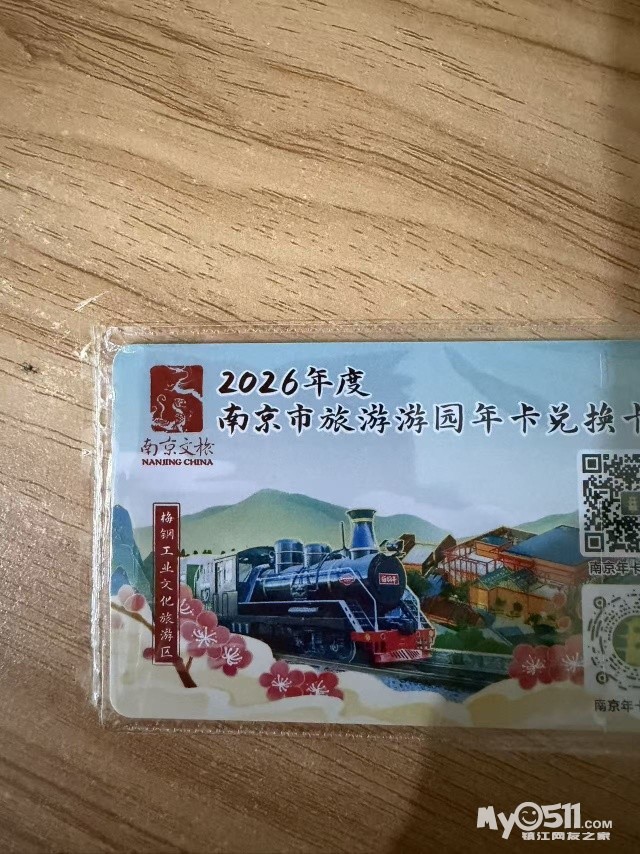 2026年度
南京市旅游游园年卡兑换卡
南京文旅
NANJING CHINA
梅钢工业文化旅游区
南京年卡
南京年卡
My0511.COM
镇江网友之家